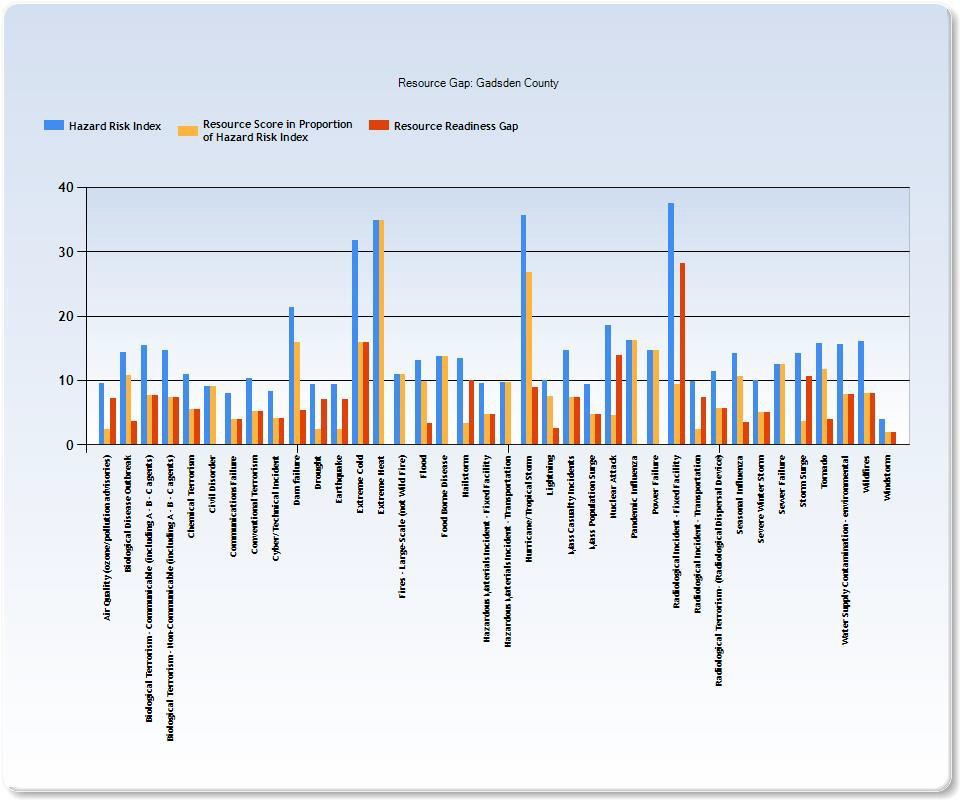 Resource Gap: Gadsden County
Hazard Risk Index
Resource Score in Proportion
of Hazard Risk Index
Resource Readiness Gap
40
30
20
10
0
Air Quality (ozone/pollution advisories)
Biological Disease Outbreak
Biological Terrorism - Communicable (including A - B - C agents)
Biological Terrorism - Non-Communicable (including A - B - C agents)
Chemical Terrorism
Civil Disorder
Communications Failure
Conventional Terrorism
Cyber/Technical Incident
Dam failure
Drought
Earthquake
Extreme Cold
Extreme Heat
Fires - Large-Scale (not Wild Fire)
Flood
Food Borne Disease
Hailstorm
Hazardous Materials Incident - Fixed Facility
Hazardous Materials Incident - Transportation
Hurricane/Tropical Storm
Lightning
Mass Casualty Incidents
Mass Population Surge
Nuclear Attack
Pandemic Influenza
Power Failure
Radiological Incident - Fixed Facility
Radiological Incident - Transportation
Radiological Terrorism- (Radiological Dispersal Device)
Seasonal Influenza
Severe Winter Storm
Sewer Failure
Storm Surge
Tornado
Water Supply Contamination - environmental
Wildfires
Windstorm